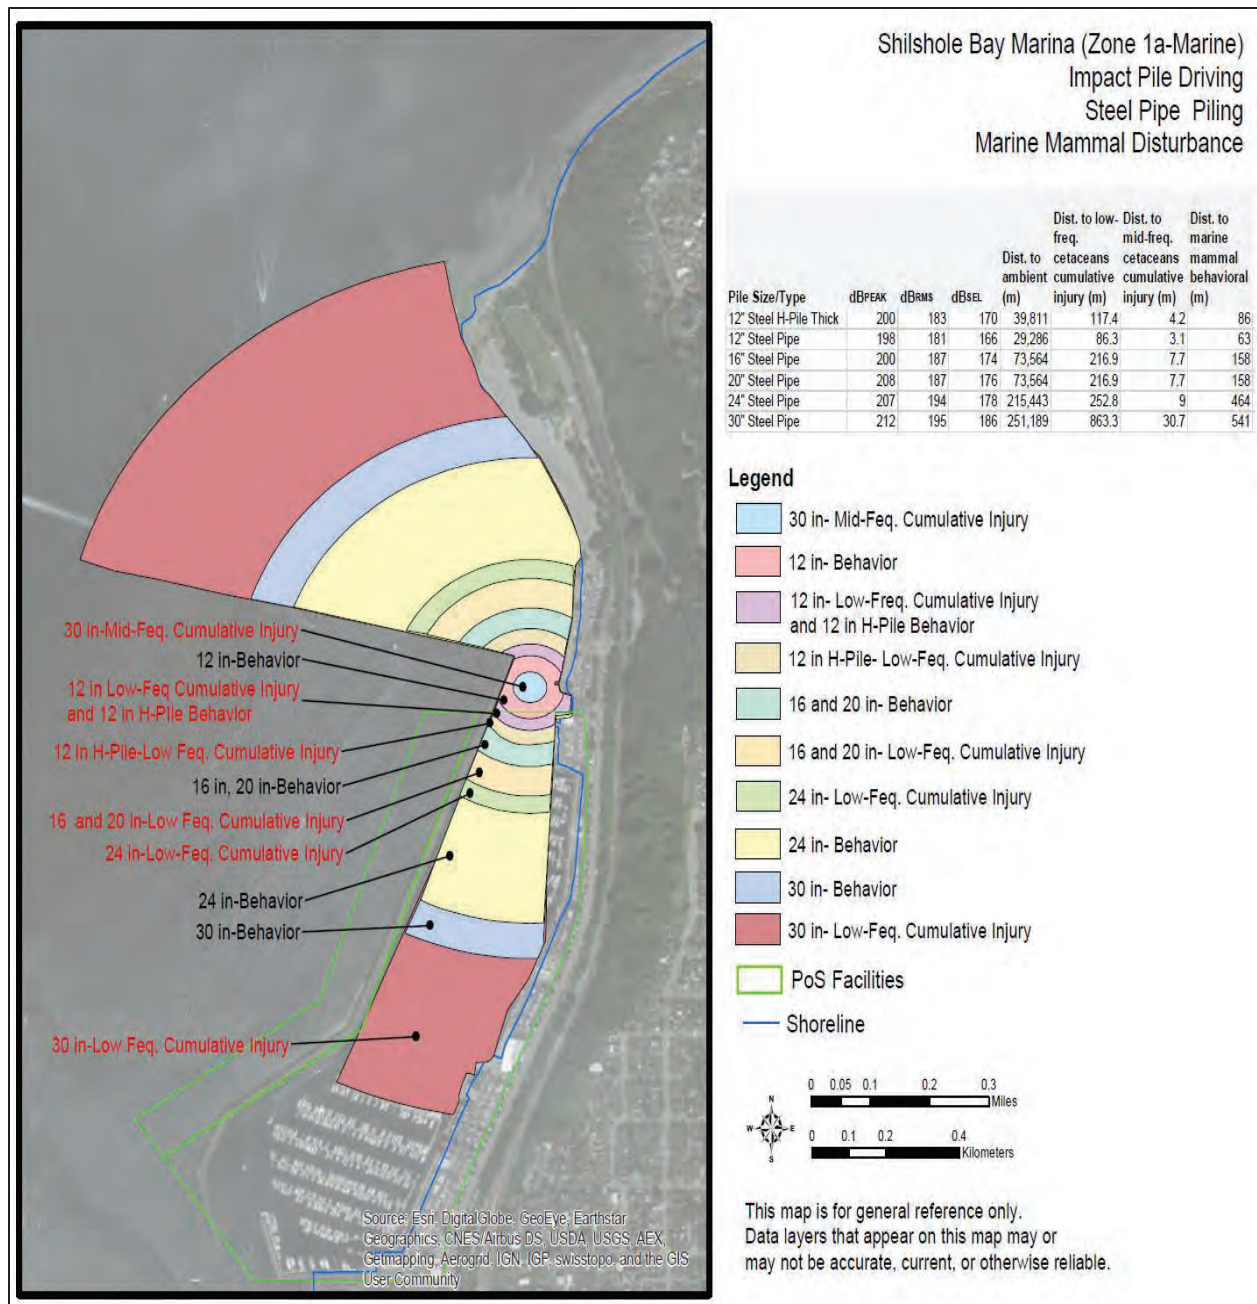 Shilshole Bay Marina (Zone 1a-Marine)
Impact Pile Driving
Steel Pipe Piling
Marine Mammal Disturbance
Pile Size/Type dBPEAK dBRMS dBSEL Dist. to ambient (m) Dist. to low-freq. cetaceans cumulative injury (m) Dist. to mid-freq. cetaceans cumulative injury (m) Dist. to marine mammal behavioral (m)
12" Steel H-Pile Thick 200 183 170 39,811 117.4 4.2 86
12" Steel Pipe 198 181 166 29,286 86.3 3.1 63
16" Steel Pipe 200 187 174 73,564 216.9 7.7 158
20" Steel Pipe 208 187 176 73,564 216.9 7.7 158
24" Steel Pipe 207 194 178 215,443 252.8 9 464
30" Steel Pipe 212 195 186 251,189 863.3 30.7 541
Legend
30 in- Mid-Feq. Cumulative Injury
12 in- Behavior
12 in- Low-Freq. Cumulative Injury
and 12 in H-Pile Behavior
12 in H-Pile- Low-Feq. Cumulative Injury
16 and 20 in- Behavior
16 and 20 in- Low-Feq. Cumulative Injury
24 in- Low-Feq. Cumulative Injury
24 in- Behavior
30 in- Behavior
30 in- Low-Feq. Cumulative Injury
PoS Facilities
Shoreline
30 in-Mid-Feq. Cumulative Injury
12 in-Behavior
12 in Low-Feq Cumulative Injury
and 12 in H-Pile Behavior
12 in H-Pile-Low Feq. Cumulative Injury
16 in, 20 in-Behavior
16 and 20 in-Low Feq. Cumulative Injury
24 in-Low-Feq. Cumulative Injury
24 in-Behavior
30 in-Behavior
30 in-Low Feq. Cumulative Injury
N
W E
S
0 0.05 0.1 0.2 0.3
Miles
0 0.1 0.2 0.4
Kilometers
This map is for general reference only.
Data layers that appear on this map may or
may not be accurate, current, or otherwise reliable.
Source: Esri, DigitalGlobe, GeoEye, Earthstar
Geographics, CNES/Airbus DS, USDA, USGS, AEX,
Getmapping, Aerogrid, IGN, IGP, swisstopo, and the GIS
User Community